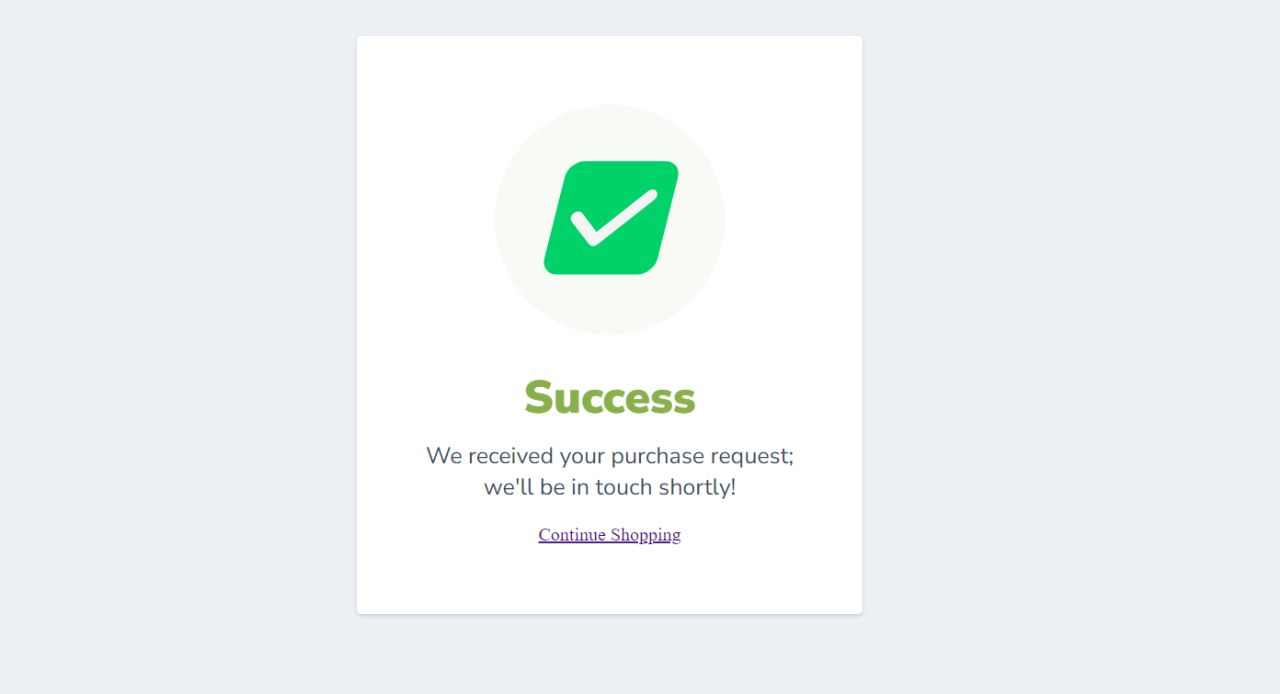 Success
We received your purchase request;
we'll be in touch shortly!
Continue Shopping